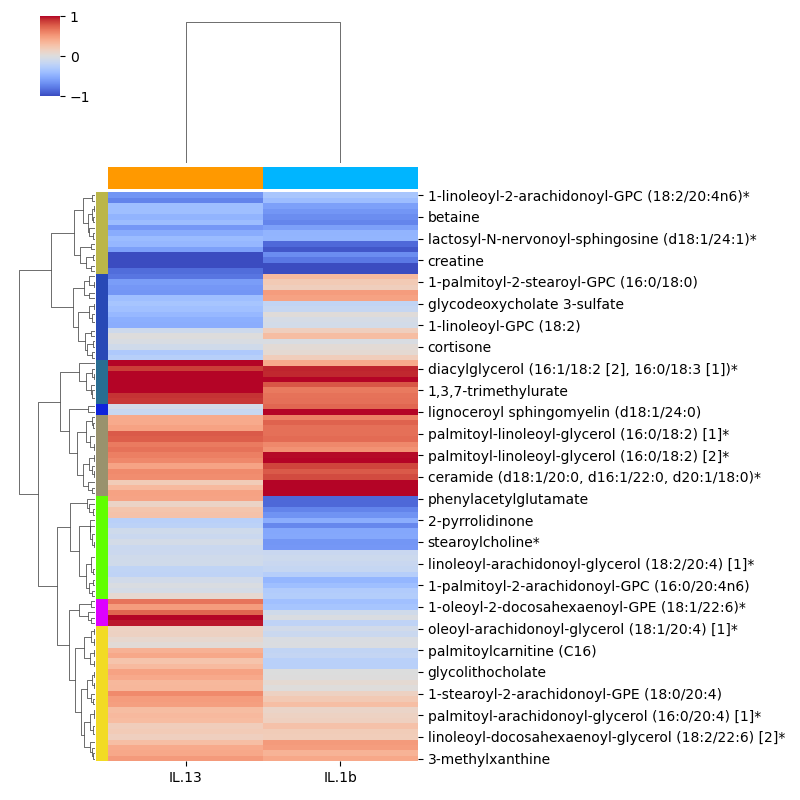 1
0
−1
1-linoleoyl-2-arachidonoyl-GPC (18:2/20:4n6)*
betaine
lactosyl-N-nervonoyl-sphingosine (d18:1/24:1)*
creatine
1-palmitoyl-2-stearoyl-GPC (16:0/18:0)
glycodeoxycholate 3-sulfate
1-linoleoyl-GPC (18:2)
cortisone
diacylglycerol (16:1/18:2 [2], 16:0/18:3 [1])*
1,3,7-trimethylurate
lignoceroyl sphingomyelin (d18:1/24:0)
palmitoyl-linoleoyl-glycerol (16:0/18:2) [1]*
palmitoyl-linoleoyl-glycerol (16:0/18:2) [2]*
ceramide (d18:1/20:0, d16:1/22:0, d20:1/18:0)*
phenylacetylglutamate
2-pyrrolidinone
stearoylcholine*
linoleoyl-arachidonoyl-glycerol (18:2/20:4) [1]*
1-palmitoyl-2-arachidonoyl-GPC (16:0/20:4n6)
1-oleoyl-2-docosahexaenoyl-GPE (18:1/22:6)*
oleoyl-arachidonoyl-glycerol (18:1/20:4) [1]*
palmitoylcarnitine (C16)
glycolithocholate
1-stearoyl-2-arachidonoyl-GPE (18:0/20:4)
palmitoyl-arachidonoyl-glycerol (16:0/20:4) [1]*
linoleoyl-docosahexaenoyl-glycerol (18:2/22:6) [2]*
3-methylxanthine
IL.13
IL.1b